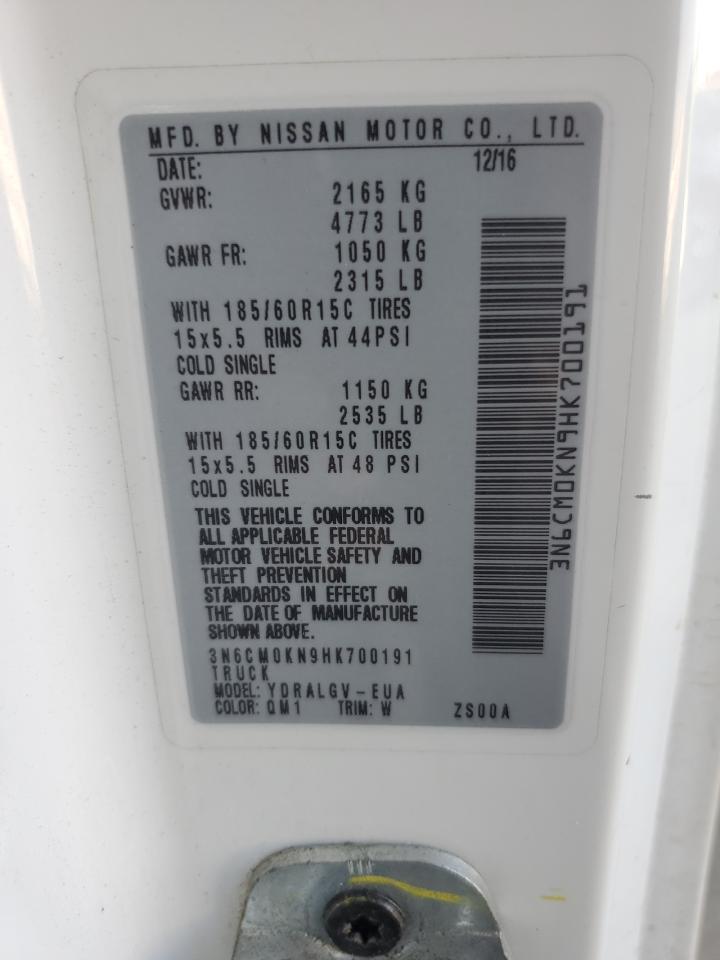 MFD. BY NISSAN MOTOR CO., LTD.
DATE: 12/16
GVWR: 2165 KG
4773 LB
GAWR FR: 1050 KG
2315 LB
WITH 185/60R15C TIRES
15x5.5 RIMS AT 44PSI
COLD SINGLE
GAWR RR: 1150 KG
2535 LB
WITH 185/60R15C TIRES
15x5.5 RIMS AT 48 PSI
COLD SINGLE
THIS VEHICLE CONFORMS TO
ALL APPLICABLE FEDERAL
MOTOR VEHICLE SAFETY AND
THEFT PREVENTION
STANDARDS IN EFFECT ON
THE DATE OF MANUFACTURE
SHOWN ABOVE.
3N6CM0KN9HK700191
TRUCK
MODEL: YDRALGV-EUA
COLOR: QM1 TRIM: W ZS00A
3N6CM0KN9HK700191